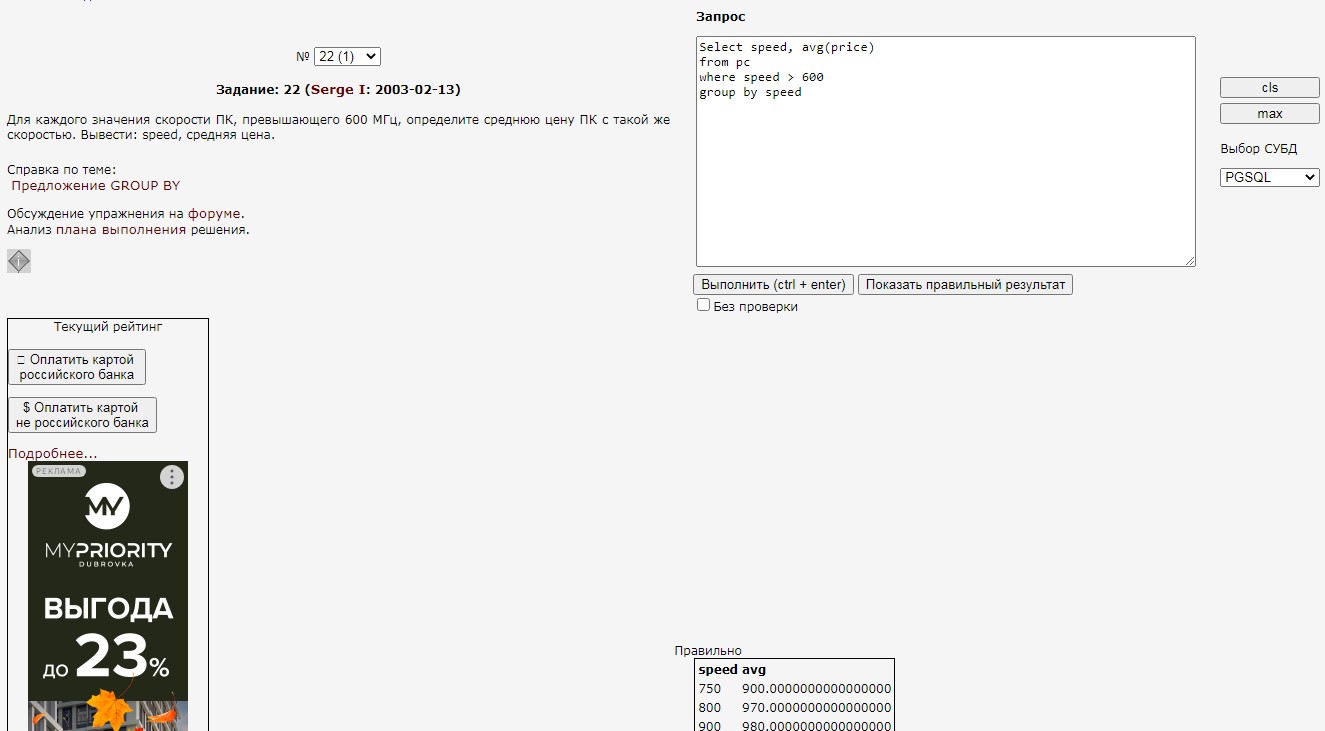 № 22 (1)
Задание: 22 (Serge I: 2003-02-13)
Для каждого значения скорости ПК, превышающего 600 МГц, определите среднюю цену ПК с такой же
скоростью. Вывести: speed, средняя цена.
Справка по теме:
Предложение GROUP BY
Обсуждение упражнения на форуме.
Анализ плана выполнения решения.
i
Текущий рейтинг
Оплатить картой
российского банка
$ Оплатить картой
не российского банка
Подробнее...
РЕКЛАМА
MY
MYPRIORITY
DUBROVKA
ВЫГОДА
ДО 23%
Запрос
Select speed, avg(price)
from pc
where speed > 600
group by speed
cls
max
Выбор СУБД
PGSQL
Выполнить (ctrl + enter) Показать правильный результат
Без проверки
Правильно
speed avg
750 900.0000000000000000
800 970.0000000000000000
900 980.0000000000000000